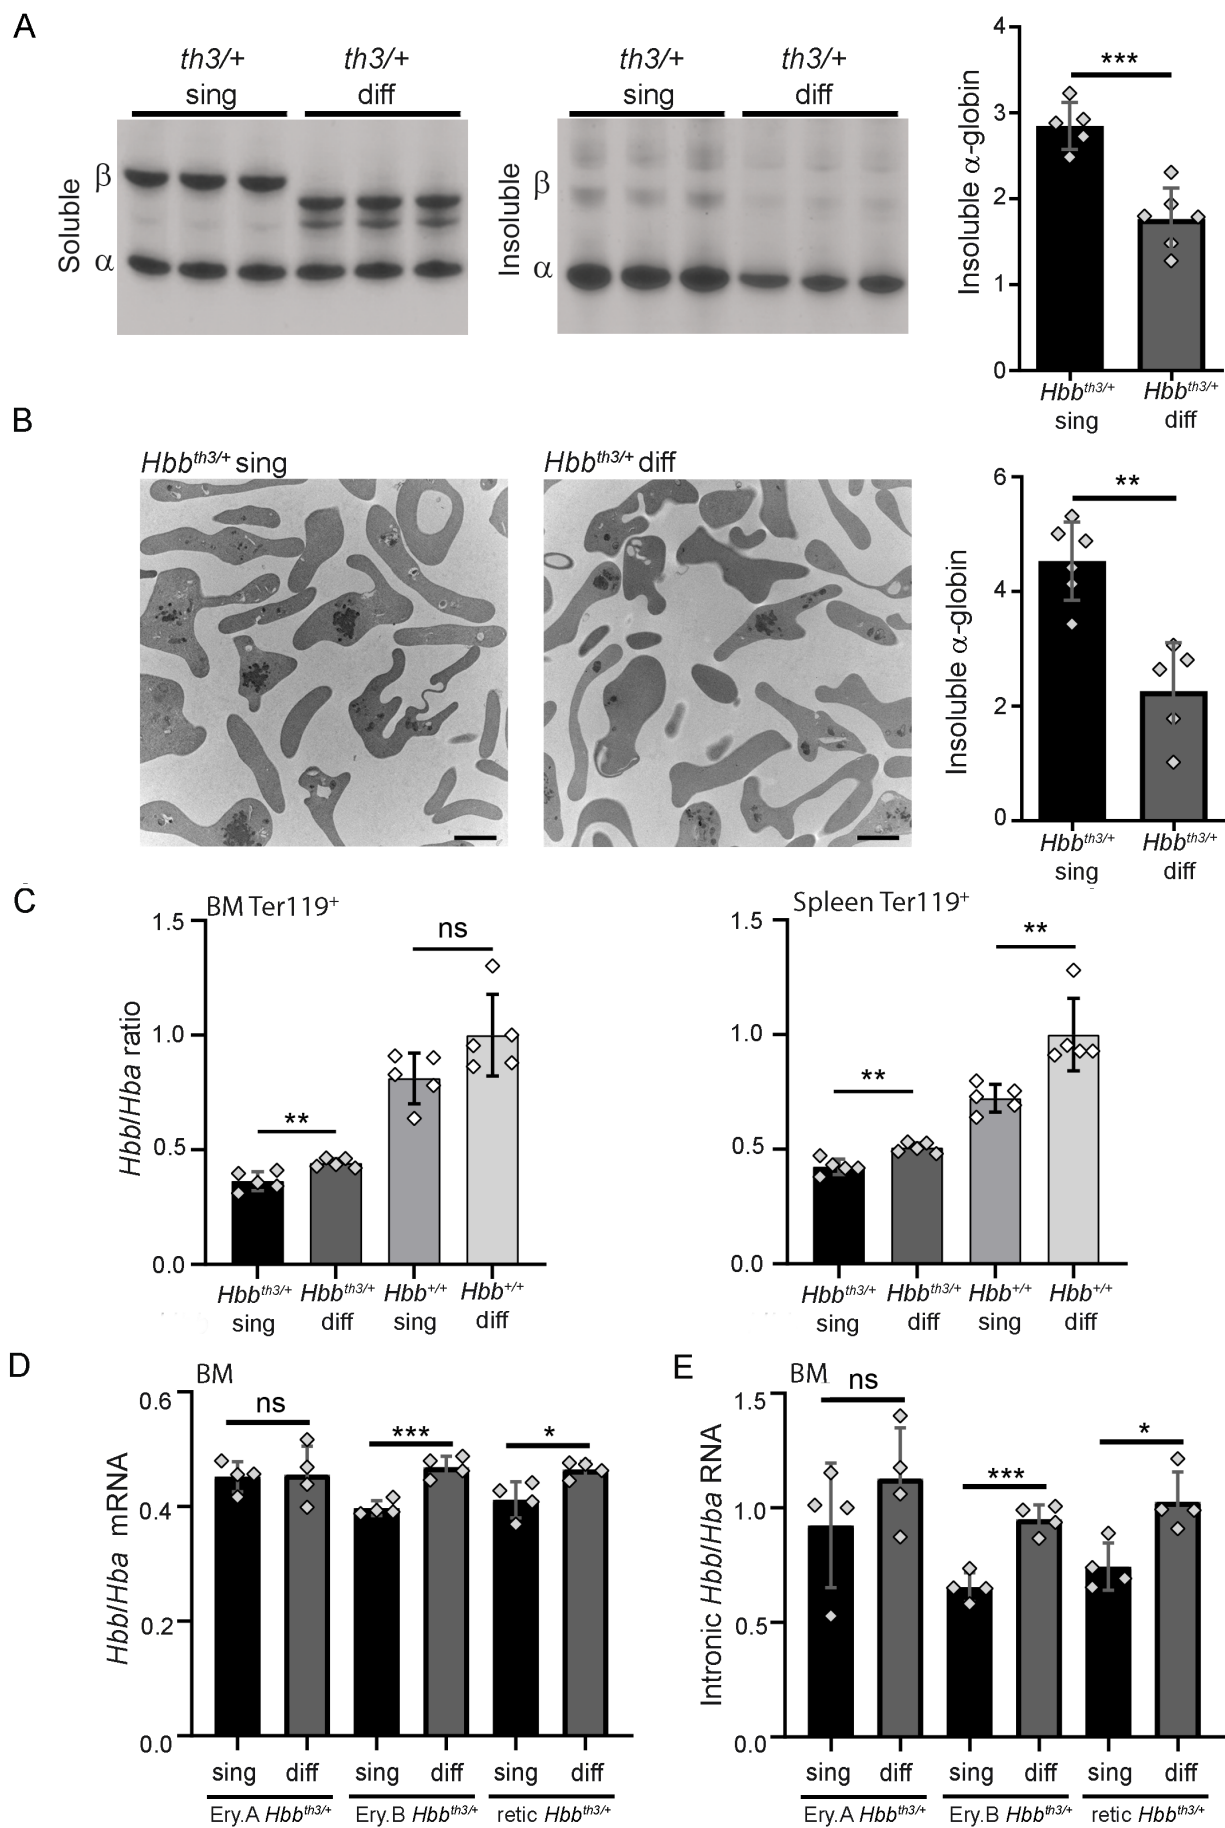 A
th3/+
sing
th3/+
diff
Soluble
β
α
th3/+
sing
th3/+
diff
Insoluble
β
α
Insoluble α-globin
4
3
2
1
0
***
Hbbth3/+
sing
Hbbth3/+
diff
B
Hbbth3/+ sing
Hbbth3/+ diff
Insoluble α-globin
6
4
2
0
**
Hbbth3/+
sing
Hbbth3/+
diff
C
BM Ter119+
Hbb/Hba ratio
1.5
1.0
0.5
0.0
**
ns
Hbbth3/+
sing
Hbbth3/+
diff
Hbb+/+
sing
Hbb+/+
diff
Spleen Ter119+
1.5
1.0
0.5
0.0
**
**
Hbbth3/+
sing
Hbbth3/+
diff
Hbb+/+
sing
Hbb+/+
diff
D
BM
Hbb/Hba mRNA
0.6
0.4
0.2
0.0
ns
***
*
sing diff sing diff sing diff
Ery.A Hbbth3/+ Ery.B Hbbth3/+ retic Hbbth3/+
E
BM
Intronic Hbb/Hba RNA
1.5
1.0
0.5
0.0
ns
***
*
sing diff sing diff sing diff
Ery.A Hbbth3/+ Ery.B Hbbth3/+ retic Hbbth3/+